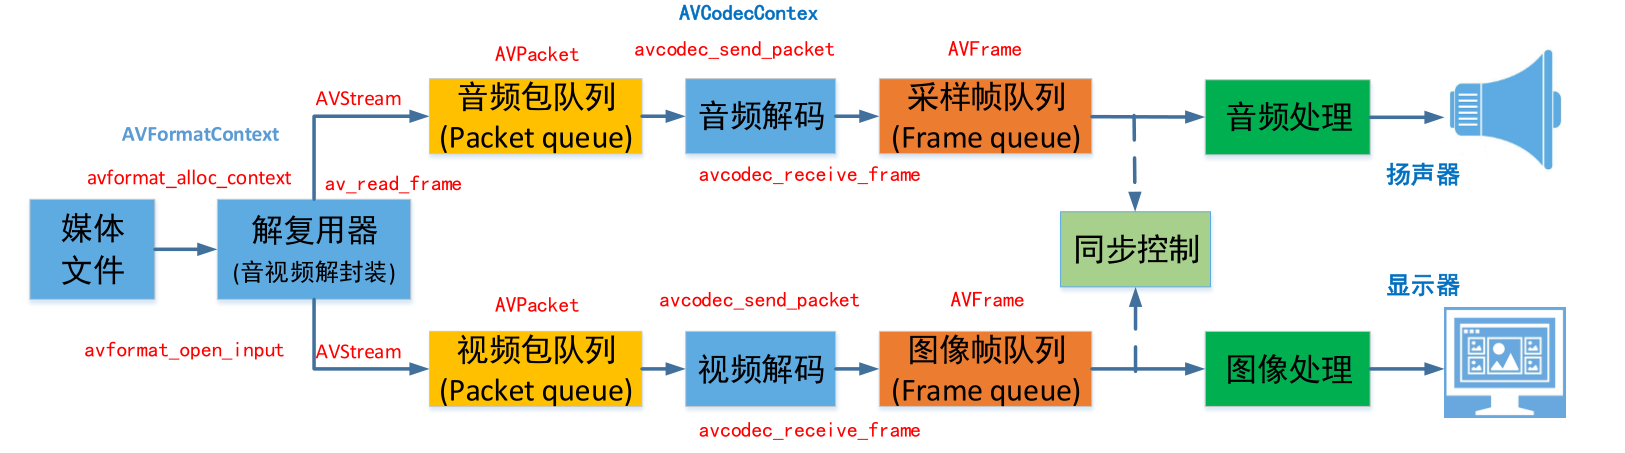 AVCodecContex
AVPacket
avcodec_send_packet
AVFrame
AVStream
音频包队列
(Packet queue)
音频解码
采样帧队列
(Frame queue)
音频处理
AVFormatContext
avformat_alloc_context
av_read_frame
avcodec_receive_frame
扬声器
媒体
文件
解复用器
(音视频解封装)
同步控制
AVPacket
avcodec_send_packet
AVFrame
显示器
avformat_open_input
AVStream
视频包队列
(Packet queue)
视频解码
图像帧队列
(Frame queue)
图像处理
avcodec_receive_frame